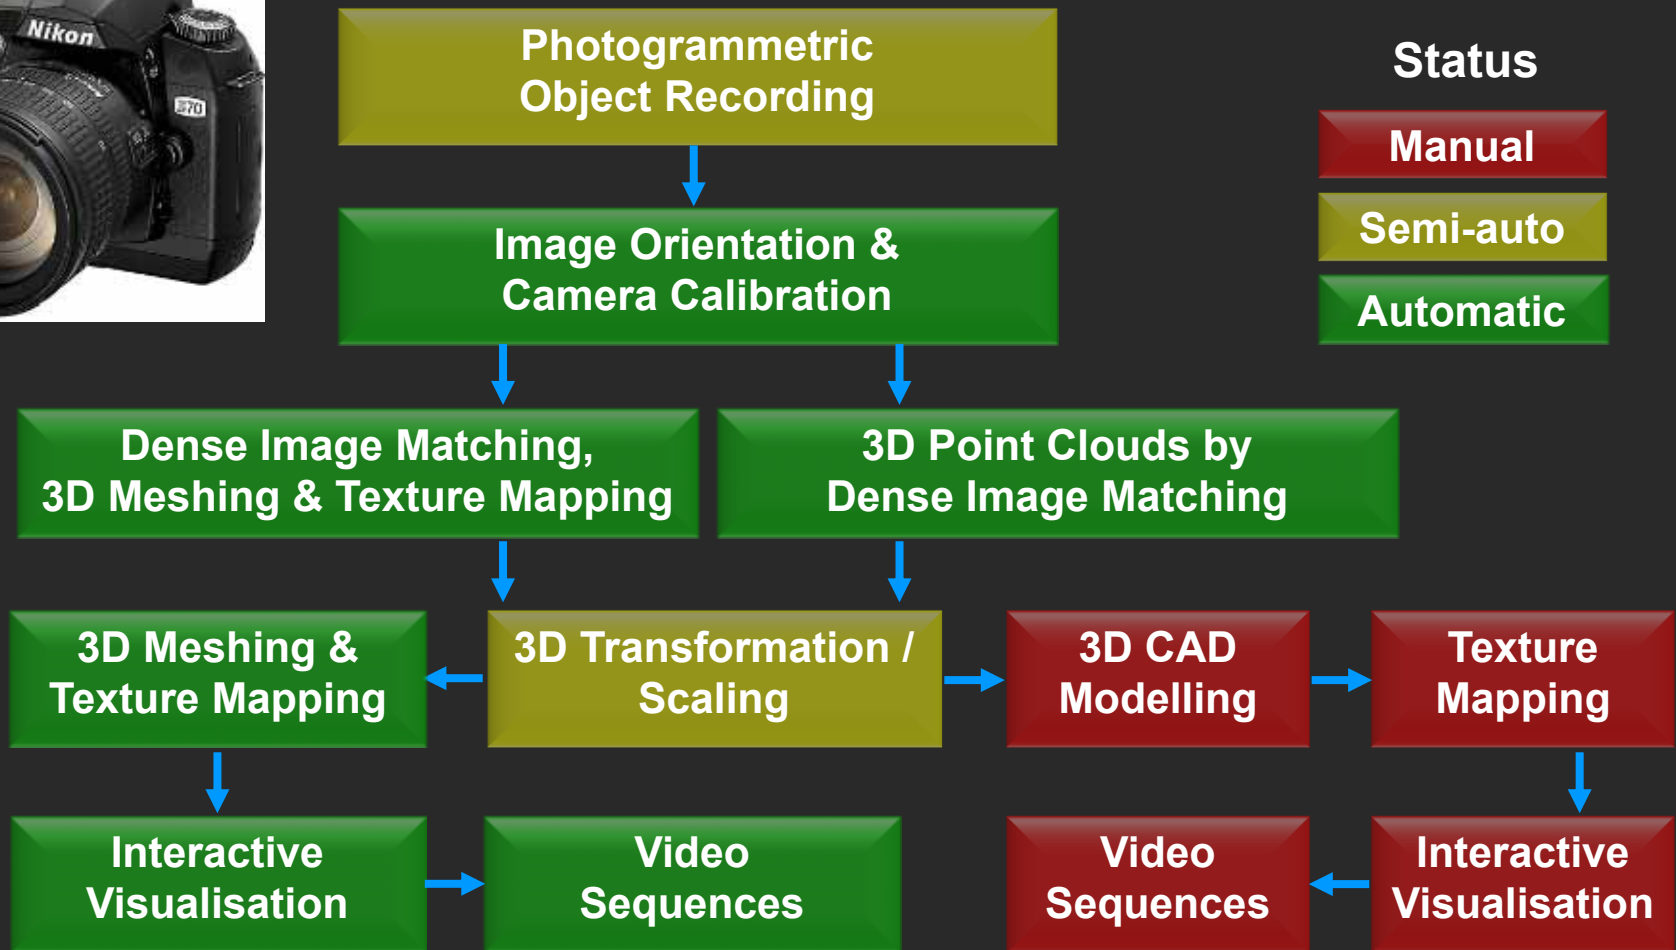 Nikon
D70
Photogrammetric
Object Recording
Status
Manual
Semi-auto
Automatic
Image Orientation &
Camera Calibration
Dense Image Matching,
3D Meshing & Texture Mapping
3D Point Clouds by
Dense Image Matching
3D Meshing &
Texture Mapping
3D Transformation /
Scaling
3D CAD
Modelling
Texture
Mapping
Interactive
Visualisation
Video
Sequences
Video
Sequences
Interactive
Visualisation